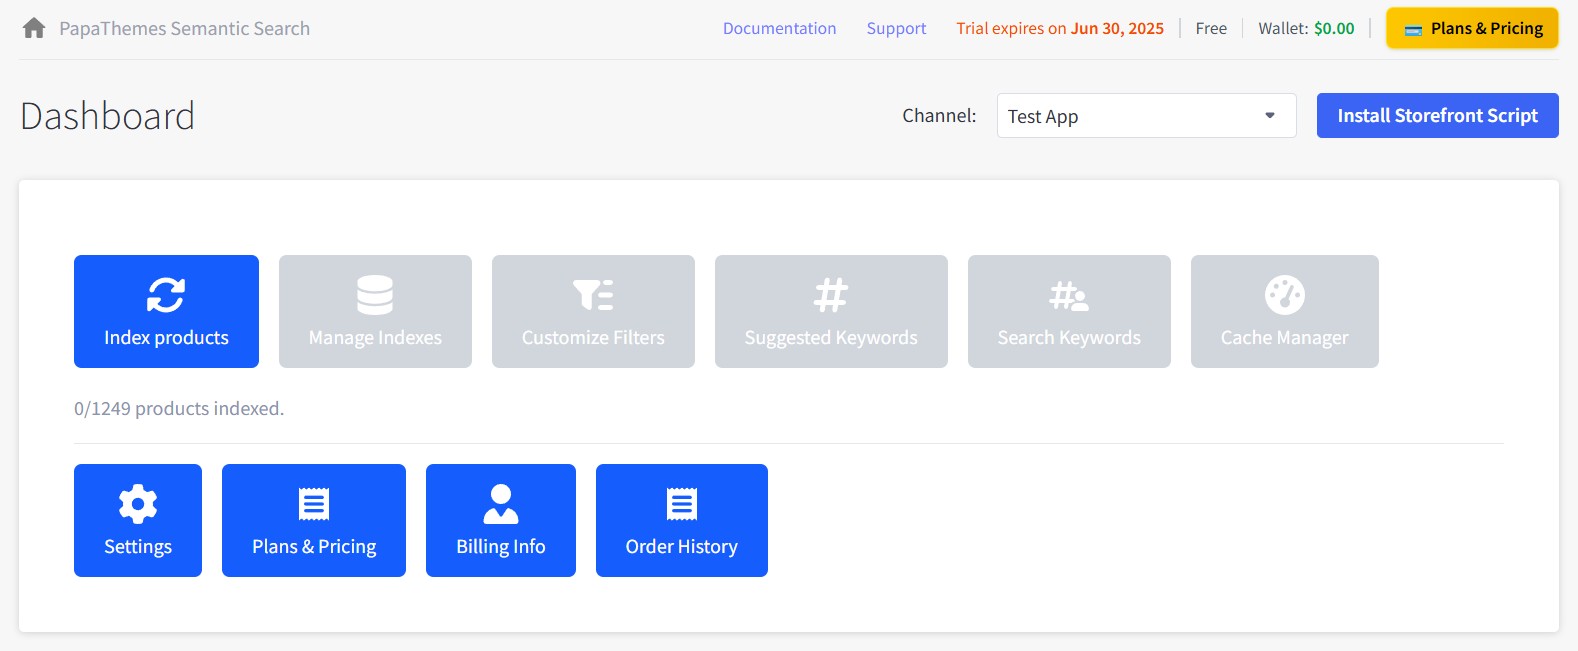 PapaThemes Semantic Search
Documentation
Support
Trial expires on Jun 30, 2025
Free
Wallet: $0.00
Plans & Pricing
Dashboard
Channel:
Test App
Install Storefront Script
Index products
Manage Indexes
Customize Filters
Suggested Keywords
Search Keywords
Cache Manager
0/1249 products indexed.
Settings
Plans & Pricing
Billing Info
Order History